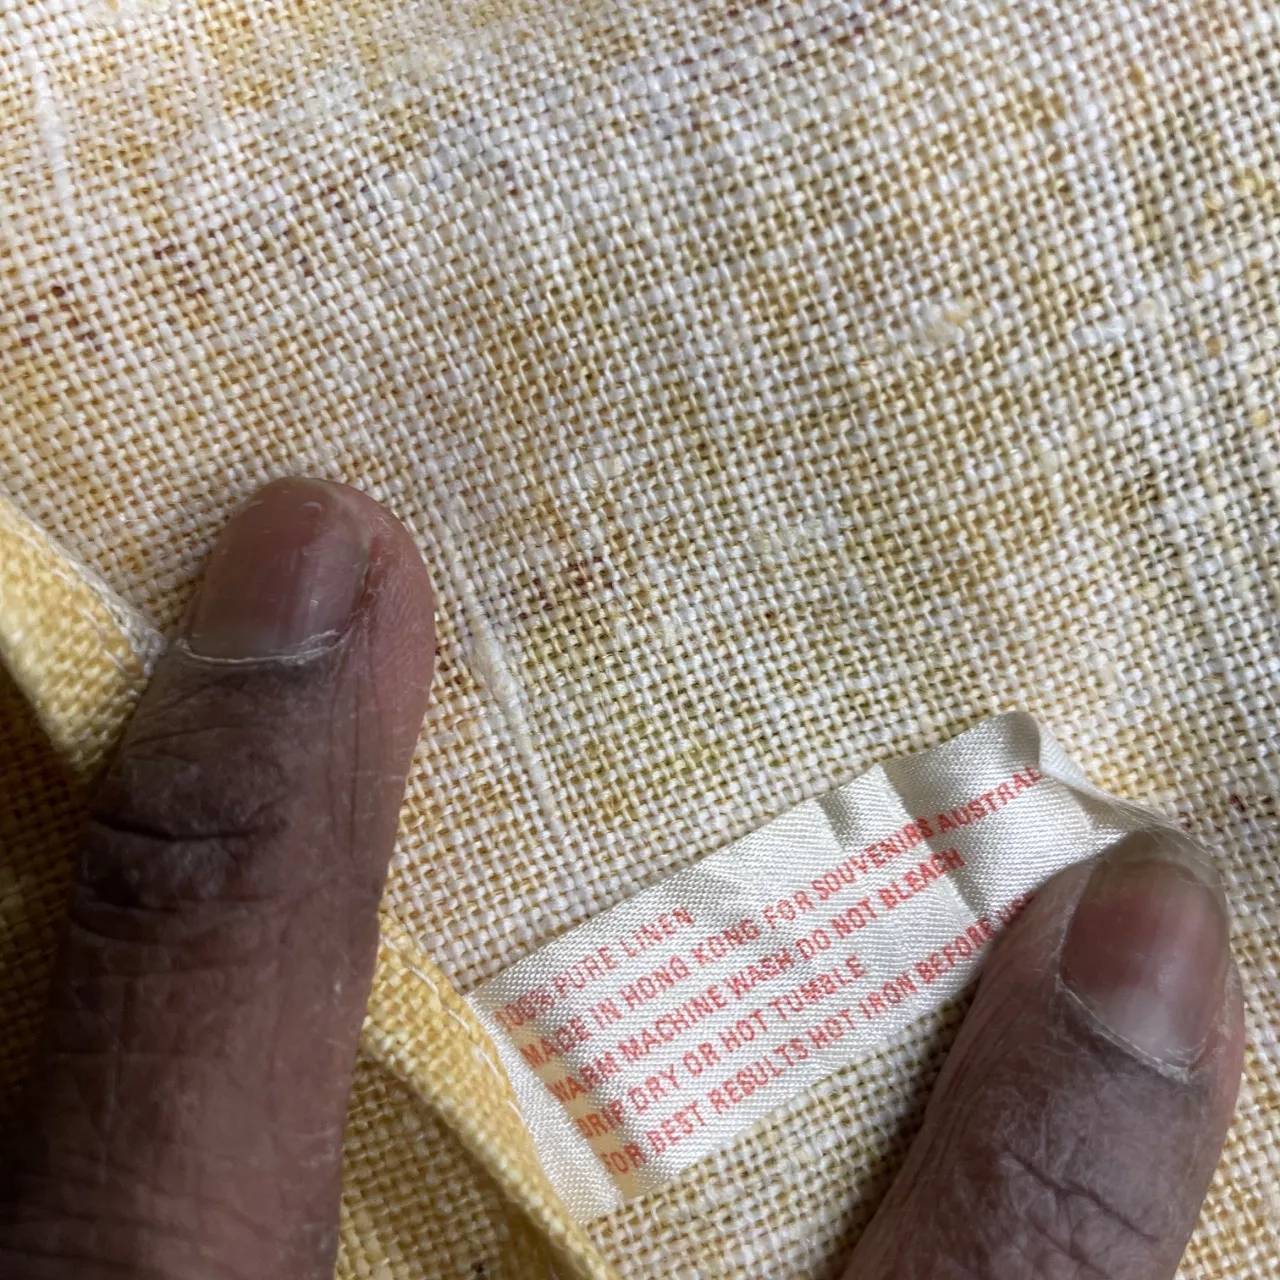 100% PURE LINEN
MADE IN HONG KONG FOR SOUVENIRS AUSTRAL
WARM MACHINE WASH DO NOT BLEACH
DRIP DRY OR HOT TUMBLE
FOR BEST RESULTS HOT IRON BEFORE